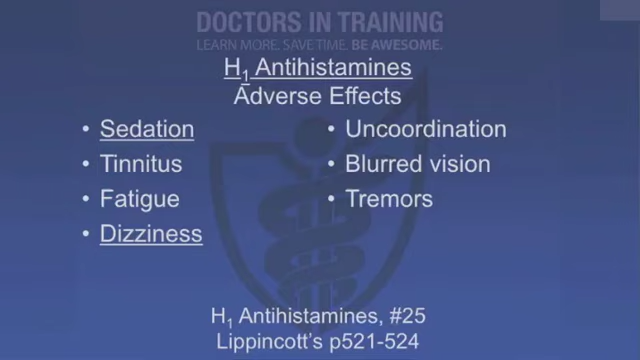 DOCTORS IN TRAINING
LEARN MORE. SAVE TIME. BE AWESOME.
H1 Antihistamines
Adverse Effects
• Sedation
• Tinnitus
• Fatigue
• Dizziness
• Uncoordination
• Blurred vision
• Tremors
H1 Antihistamines, #25
Lippincott's p521-524